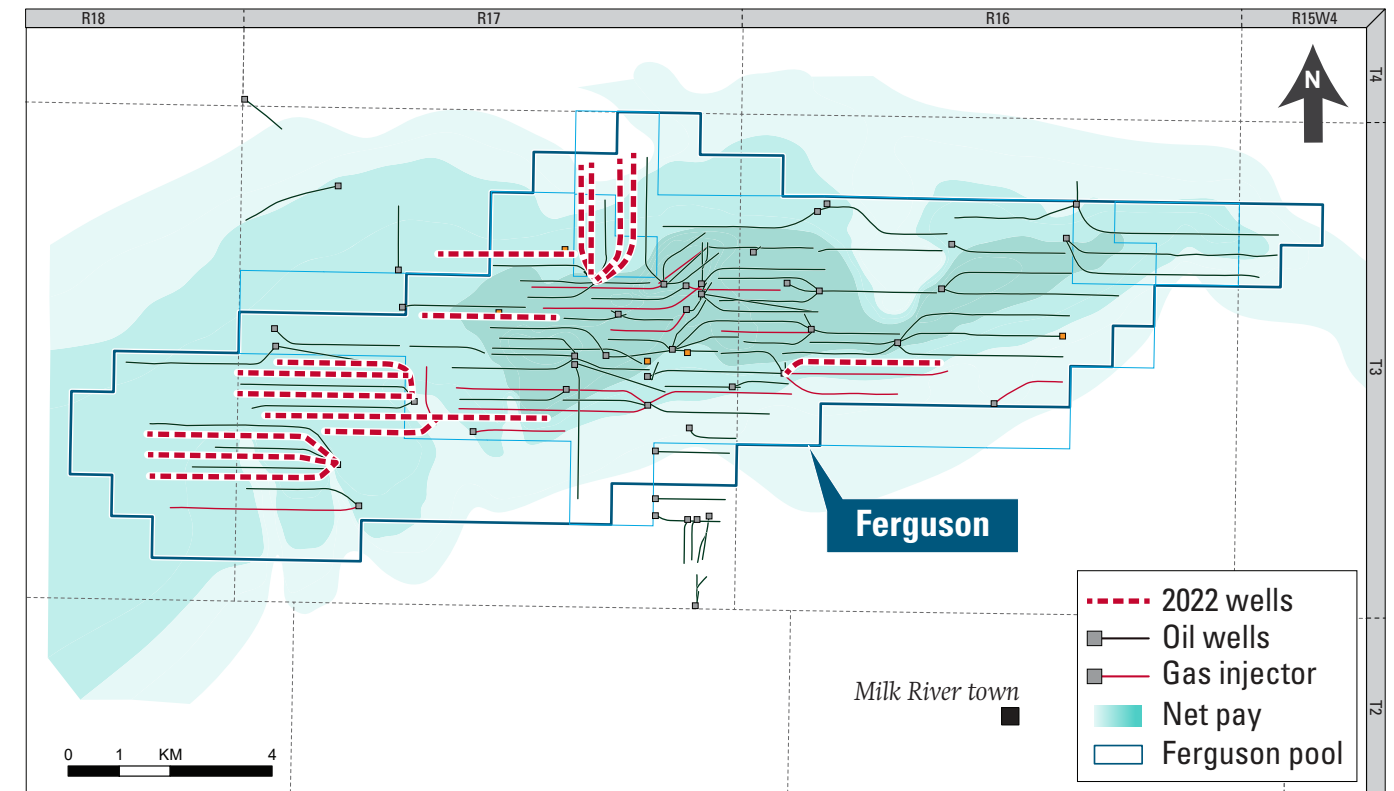 R18 R17 R16 R15W4
T4
N
T3
Ferguson
2022 wells
Oil wells
Gas injector
Net pay
Ferguson pool
Milk River town
T2
0 1 KM 4